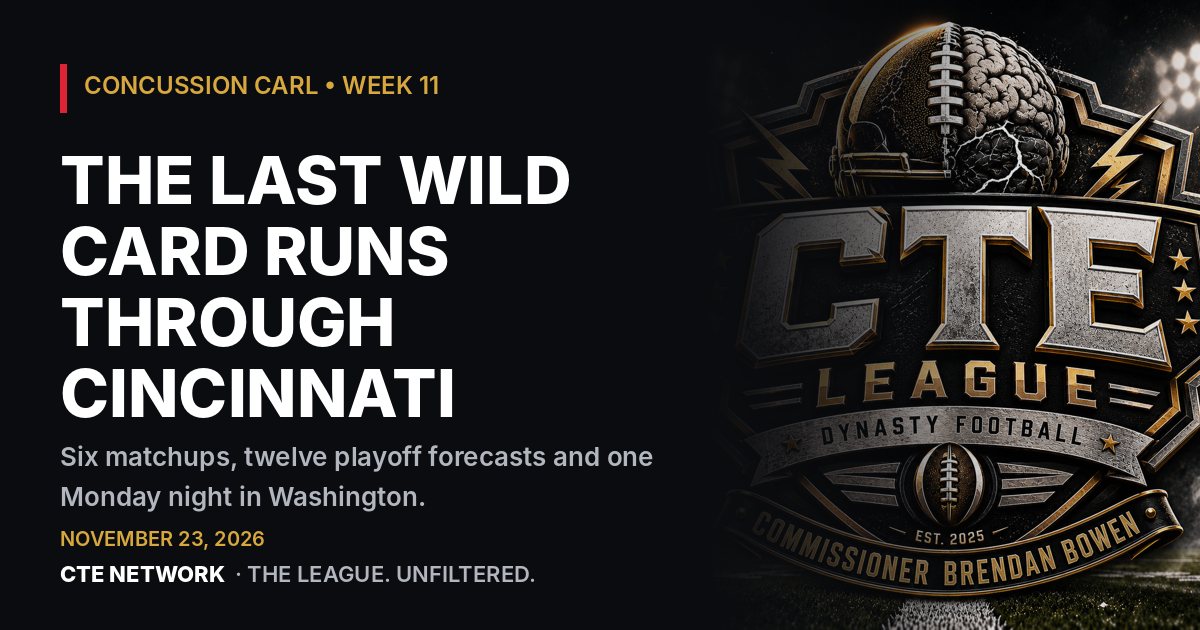 CONCUSSION CARL • WEEK 11
THE LAST WILD
CARD RUNS
THROUGH
CINCINNATI
Six matchups, twelve playoff forecasts and one
Monday night in Washington.
NOVEMBER 23, 2026
CTE NETWORK · THE LEAGUE. UNFILTERED.
CTE
LEAGUE
DYNASTY FOOTBALL
EST. 2025
COMMISSIONER BRENDAN BOWEN